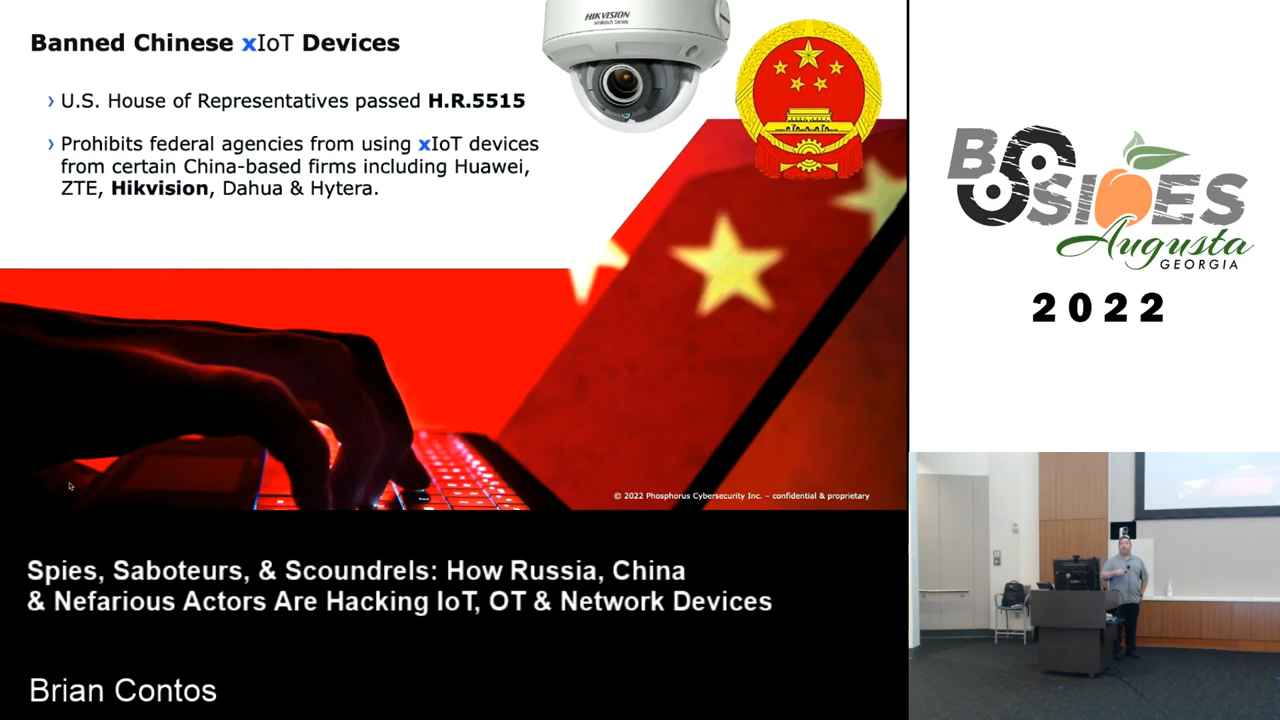 Banned Chinese xIoT Devices
HIKVISION
HiWatch Series
› U.S. House of Representatives passed H.R.5515
› Prohibits federal agencies from using xIoT devices
from certain China-based firms including Huawei,
ZTE, Hikvision, Dahua & Hytera.
© 2022 Phosphorus Cybersecurity Inc. – confidential & proprietary
BSIDES
Augusta
GEORGIA
2022
Spies, Saboteurs, & Scoundrels: How Russia, China
& Nefarious Actors Are Hacking IoT, OT & Network Devices
Brian Contos